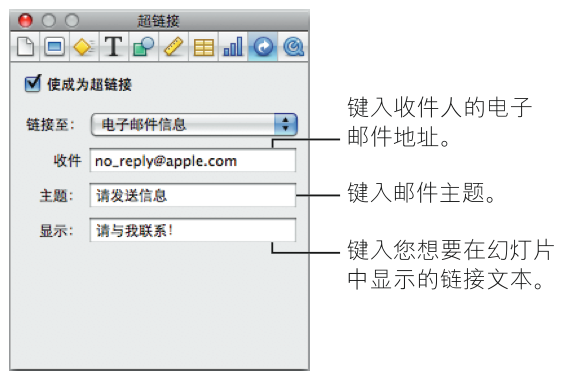 超链接
使成为超链接
链接至： 电子邮件信息
收件 no_reply@apple.com
主题： 请发送信息
显示： 请与我联系！
键入收件人的电子
邮件地址。
键入邮件主题。
键入您想要在幻灯片
中显示的链接文本。